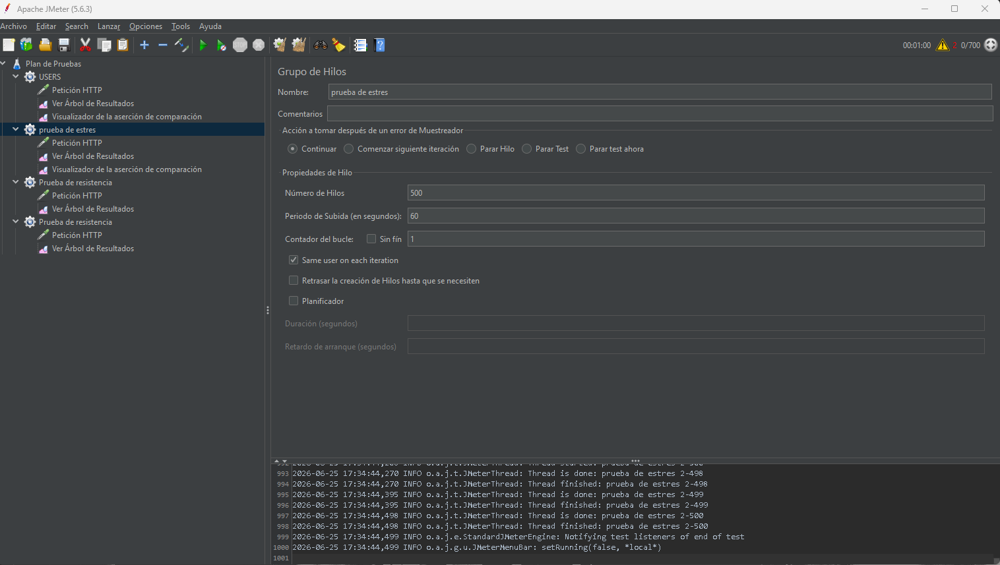 Apache JMeter (5.6.3)
Archivo Editar Search Lanzar Opciones Tools Ayuda
00:01:00 2 0/700
Plan de Pruebas
USERS
Petición HTTP
Ver Árbol de Resultados
Visualizador de la aserción de comparación
prueba de estres
Petición HTTP
Ver Árbol de Resultados
Visualizador de la aserción de comparación
Prueba de resistencia
Petición HTTP
Ver Árbol de Resultados
Prueba de resistencia
Petición HTTP
Ver Árbol de Resultados
Grupo de Hilos
Nombre: prueba de estres
Comentarios
Acción a tomar después de un error de Muestreador
Continuar Comenzar siguiente iteración Parar Hilo Parar Test Parar test ahora
Propiedades de Hilo
Número de Hilos 500
Periodo de Subida (en segundos): 60
Contador del bucle: Sin fín 1
Same user on each iteration
Retrasar la creación de Hilos hasta que se necesiten
Planificador
Duración (segundos)
Retardo de arranque (segundos)
993 2026-06-25 17:34:44,270 INFO o.a.j.t.JMeterThread: Thread is done: prueba de estres 2-498
994 2026-06-25 17:34:44,270 INFO o.a.j.t.JMeterThread: Thread finished: prueba de estres 2-498
995 2026-06-25 17:34:44,395 INFO o.a.j.t.JMeterThread: Thread is done: prueba de estres 2-499
996 2026-06-25 17:34:44,395 INFO o.a.j.t.JMeterThread: Thread finished: prueba de estres 2-499
997 2026-06-25 17:34:44,498 INFO o.a.j.t.JMeterThread: Thread is done: prueba de estres 2-500
998 2026-06-25 17:34:44,498 INFO o.a.j.t.JMeterThread: Thread finished: prueba de estres 2-500
999 2026-06-25 17:34:44,499 INFO o.a.j.e.StandardJMeterEngine: Notifying test listeners of end of test
1000 2026-06-25 17:34:44,499 INFO o.a.j.g.u.JMeterMenuBar: setRunning(false, *local*)
1001